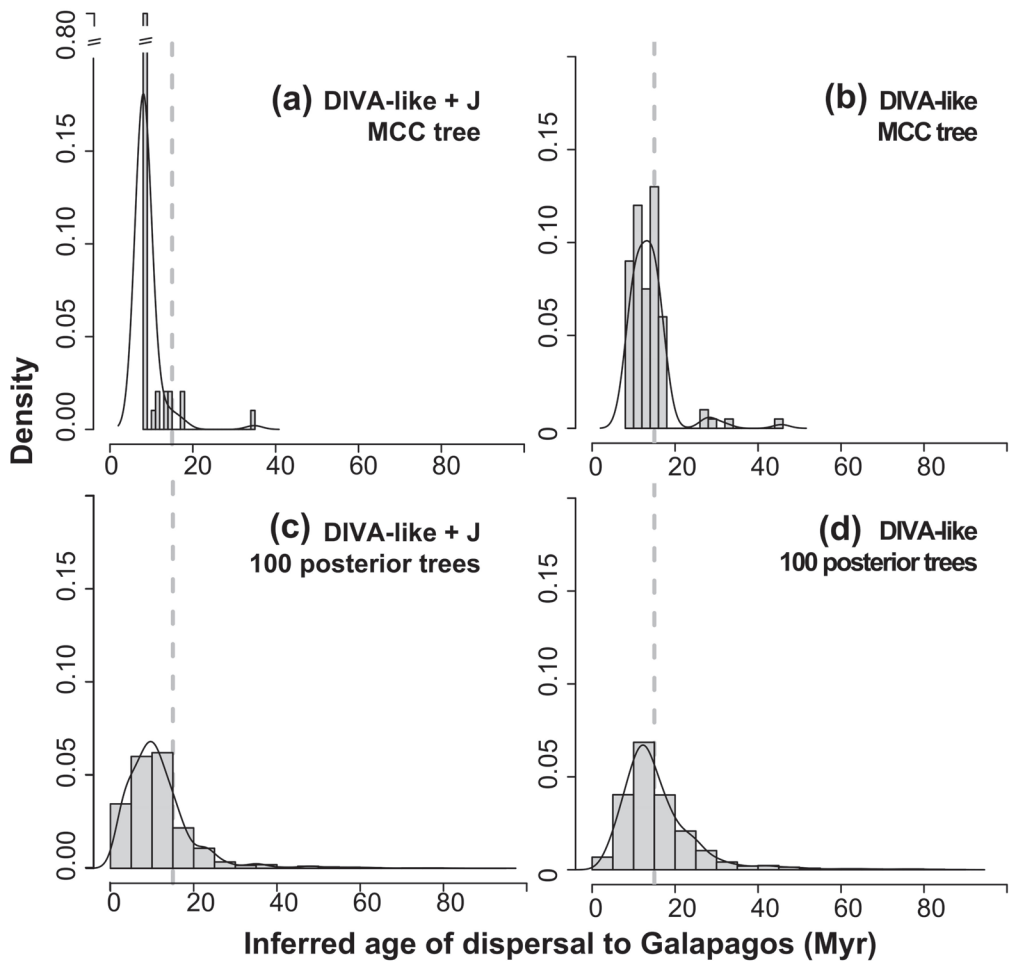 0.80
0.15
0.10
0.05
0.00
(a) DIVA-like + J
MCC tree
0 20 40 60 80
0.15
0.10
0.05
0
(b) DIVA-like
MCC tree
0 20 40 60 80
Density
0.15
0.10
0.05
0.00
(c) DIVA-like + J
100 posterior trees
0 20 40 60 80
0.15
0.10
0.05
0
(d) DIVA-like
100 posterior trees
0 20 40 60 80
Inferred age of dispersal to Galapagos (Myr)